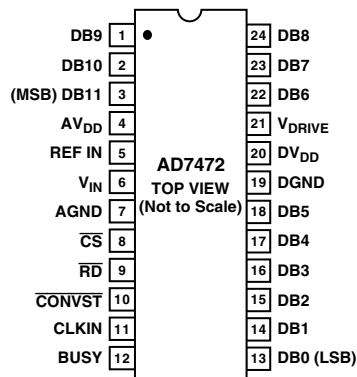 DB9 1
DB10 2
(MSB) DB11 3
AVDD 4
REF IN 5
VIN 6
AGND 7
CS 8
RD 9
CONVST 10
CLKIN 11
BUSY 12
AD7472
TOP VIEW
(Not to Scale)
24 DB8
23 DB7
22 DB6
21 VDRIVE
20 DVDD
19 DGND
18 DB5
17 DB4
16 DB3
15 DB2
14 DB1
13 DB0 (LSB)